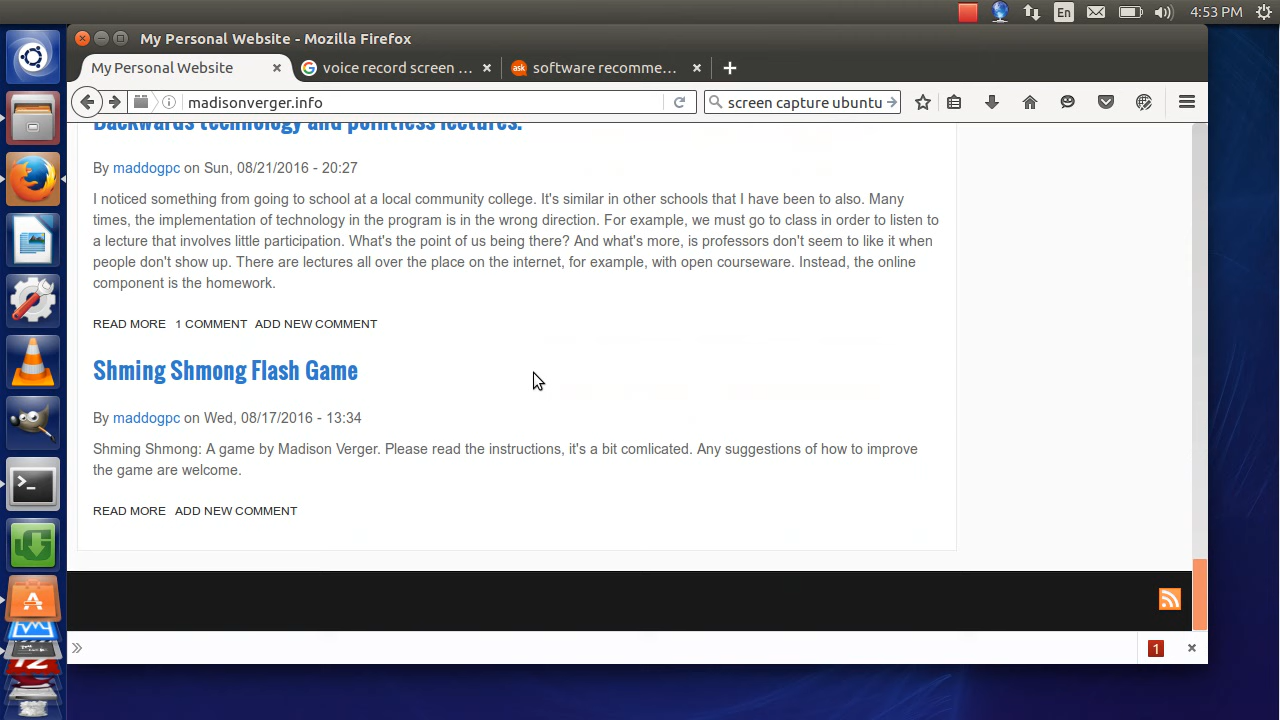 En 4:53 PM
My Personal Website - Mozilla Firefox
My Personal Website voice record screen ... ask software recomme...
madisonverger.info screen capture ubuntu
Backwards technology and pointless lectures.
By maddogpc on Sun, 08/21/2016 - 20:27
I noticed something from going to school at a local community college. It's similar in other schools that I have been to also. Many
times, the implementation of technology in the program is in the wrong direction. For example, we must go to class in order to listen to
a lecture that involves little participation. What's the point of us being there? And what's more, is professors don't seem to like it when
people don't show up. There are lectures all over the place on the internet, for example, with open courseware. Instead, the online
component is the homework.
READ MORE 1 COMMENT ADD NEW COMMENT
Shming Shmong Flash Game
By maddogpc on Wed, 08/17/2016 - 13:34
Shming Shmong: A game by Madison Verger. Please read the instructions, it's a bit comlicated. Any suggestions of how to improve
the game are welcome.
READ MORE ADD NEW COMMENT
1